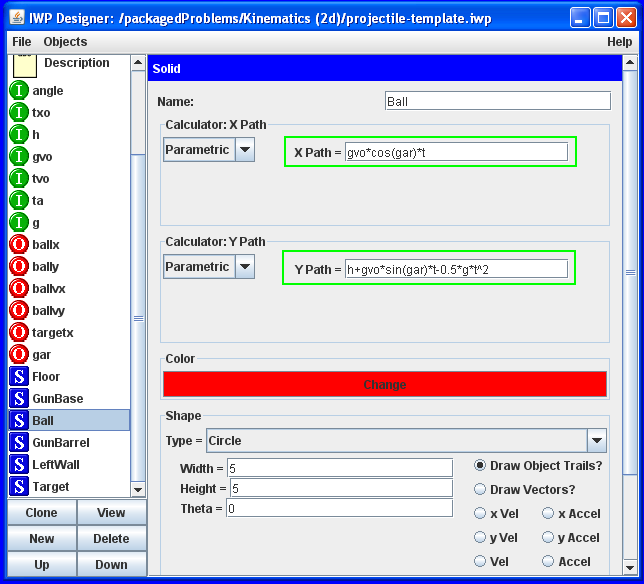 IWP Designer: /packagedProblems/Kinematics (2d)/projectile-template.iwp
File Objects Help
Description
I angle
I txo
I h
I gvo
I tvo
I ta
I g
O ballx
O bally
O ballvx
O ballvy
O targetx
O gar
S Floor
S GunBase
S Ball
S GunBarrel
S LeftWall
S Target
Clone View
New Delete
Up Down
Solid
Name: Ball
Calculator: X Path
Parametric X Path = gvo*cos(gar)*t
Calculator: Y Path
Parametric Y Path = h+gvo*sin(gar)*t-0.5*g*t^2
Color
Change
Shape
Type = Circle
Width = 5
Height = 5
Theta = 0
Draw Object Trails?
Draw Vectors?
x Vel x Accel
y Vel y Accel
Vel Accel